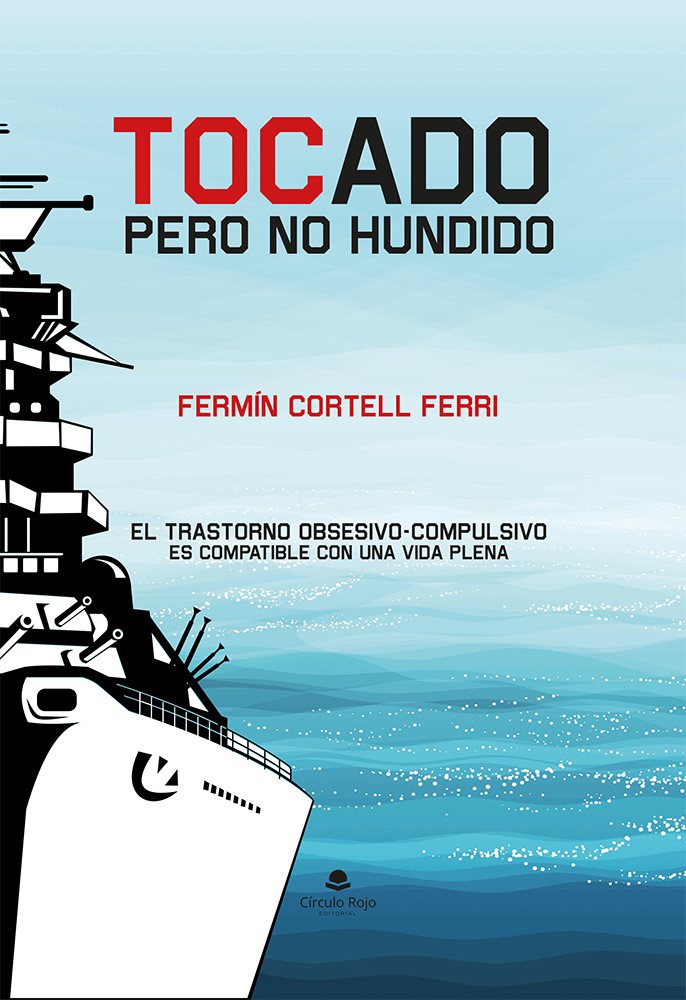 TOCADO
PERO NO HUNDIDO
FERMÍN CORTELL FERRI
EL TRASTORNO OBSESIVO-COMPULSIVO
ES COMPATIBLE CON UNA VIDA PLENA
Círculo Rojo
EDITORIAL